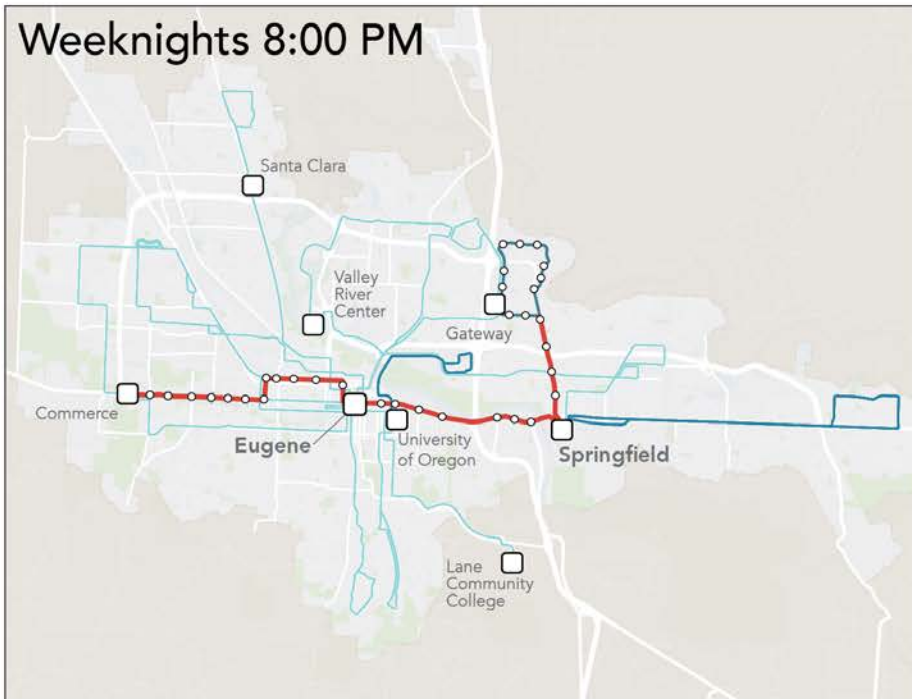 Weeknights 8:00 PM
Santa Clara
Valley
River
Center
Gateway
Commerce
Eugene
University
of Oregon
Springfield
Lane
Community
College